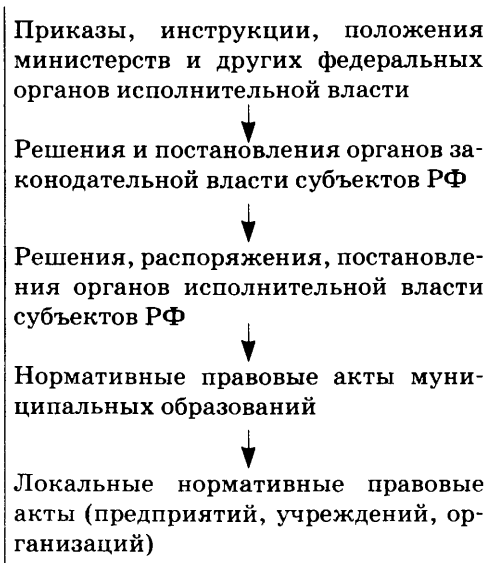 Приказы, инструкции, положения
министерств и других федеральных
органов исполнительной власти
Решения и постановления органов за-
конодательной власти субъектов РФ
Решения, распоряжения, постановле-
ния органов исполнительной власти
субъектов РФ
Нормативные правовые акты муни-
ципальных образований
Локальные нормативные правовые
акты (предприятий, учреждений, ор-
ганизаций)